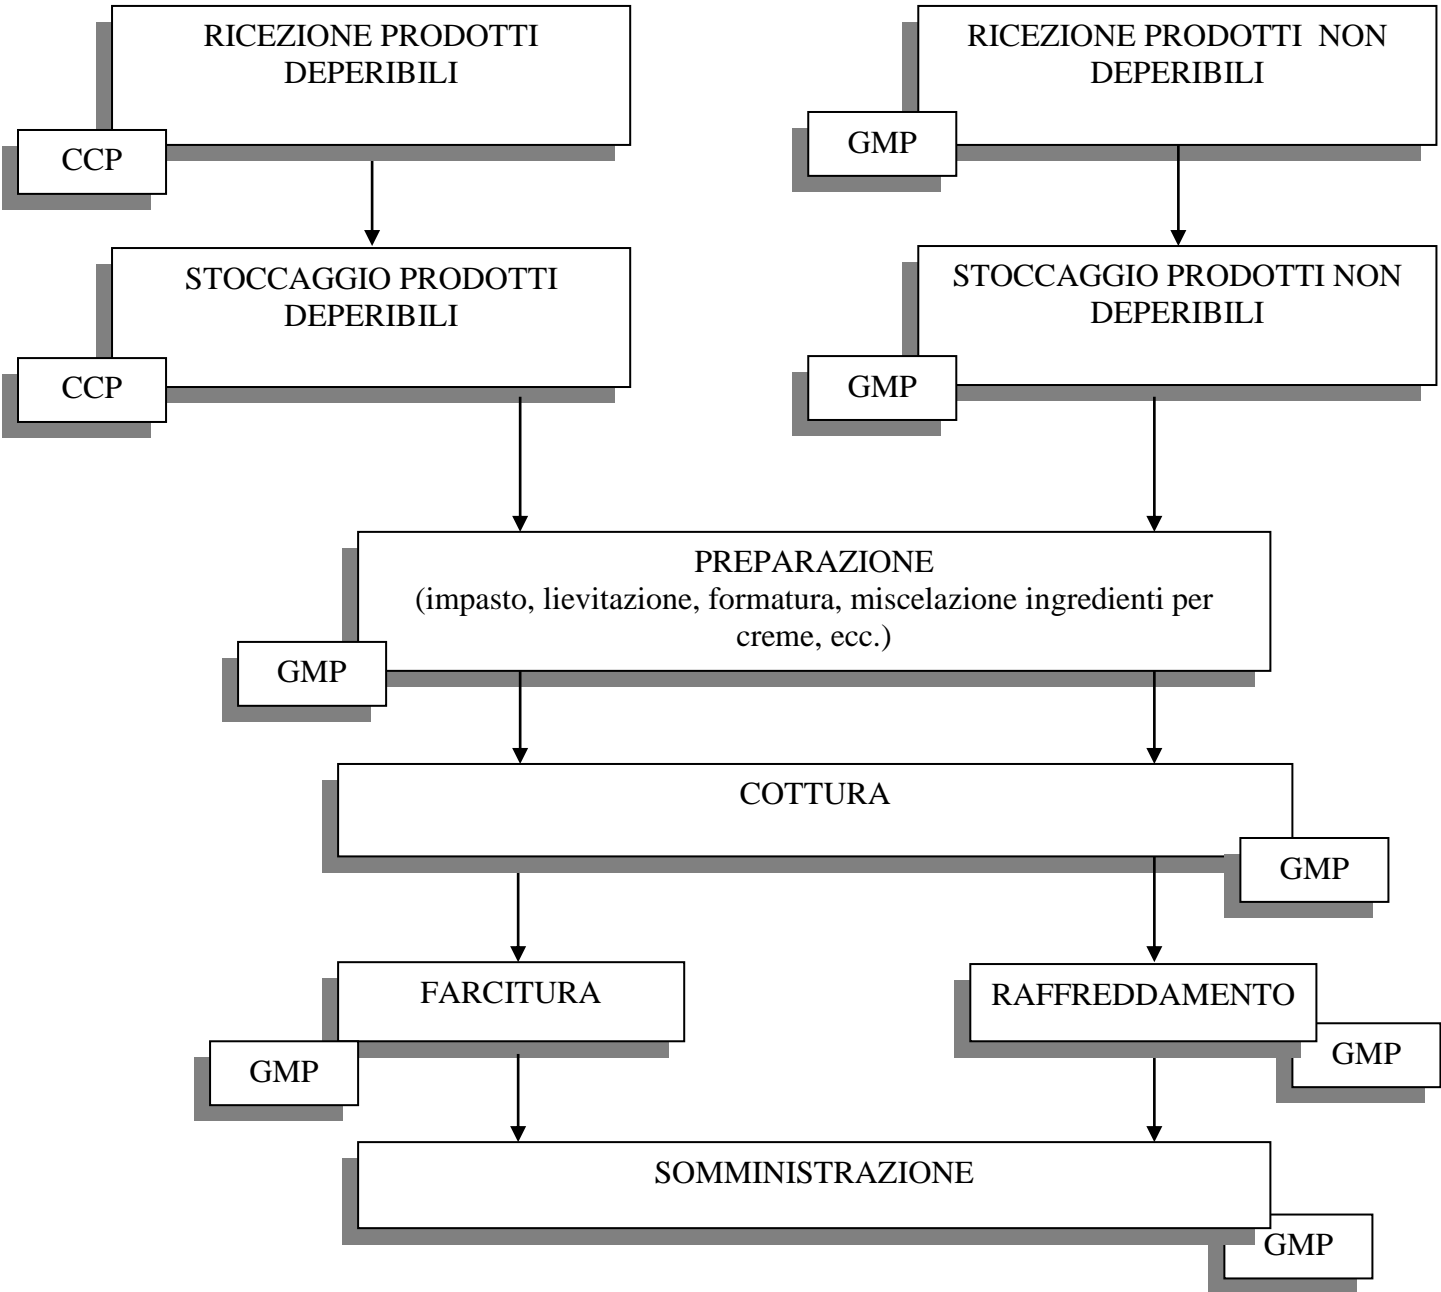 RICEZIONE PRODOTTI
DEPERIBILI
CCP
RICEZIONE PRODOTTI NON
DEPERIBILI
GMP
STOCCAGGIO PRODOTTI
DEPERIBILI
CCP
STOCCAGGIO PRODOTTI NON
DEPERIBILI
GMP
PREPARAZIONE
(impasto, lievitazione, formatura, miscelazione ingredienti per
creme, ecc.)
GMP
COTTURA
GMP
FARCITURA
GMP
RAFFREDDAMENTO
GMP
SOMMINISTRAZIONE
GMP